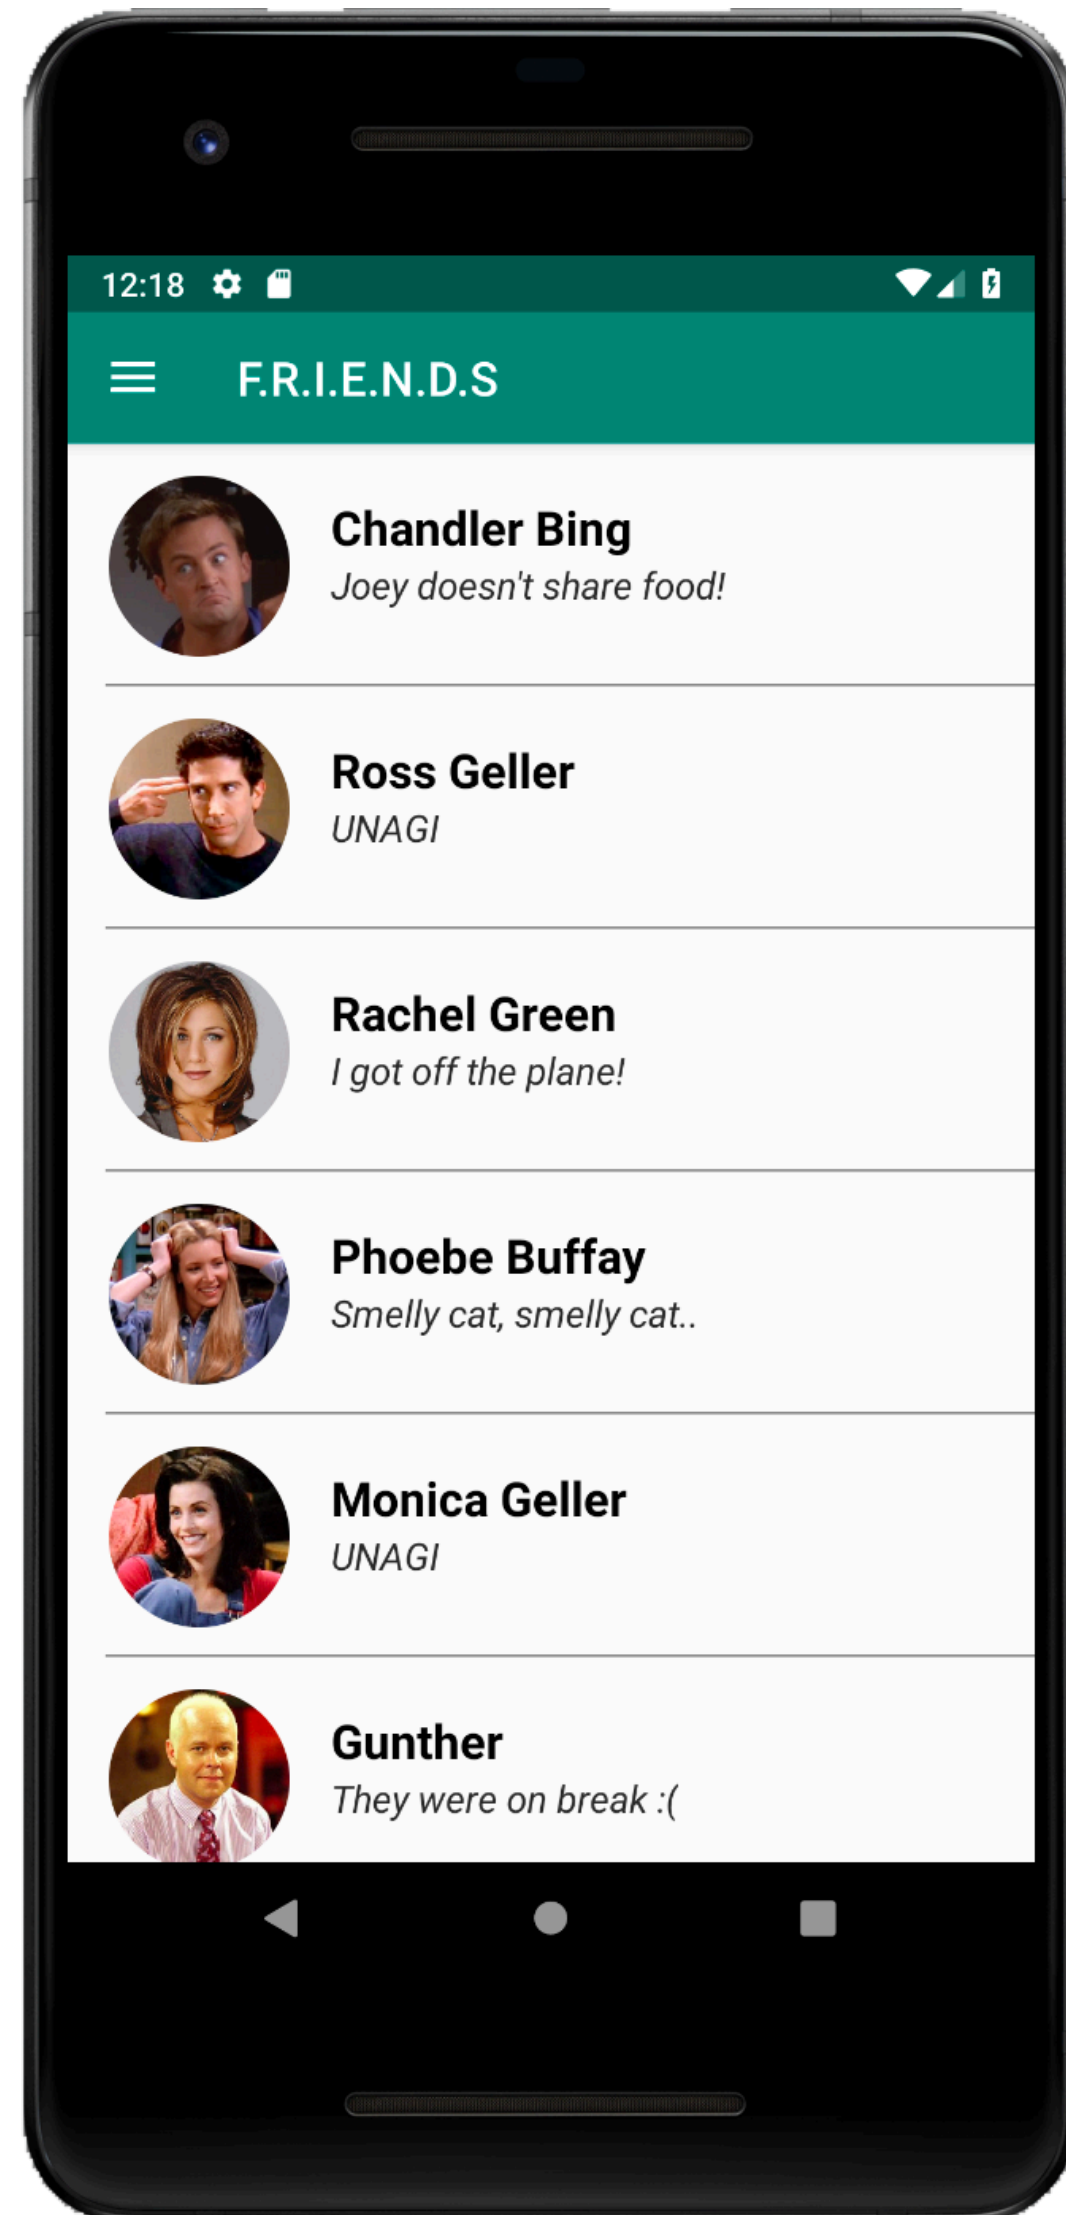 12:18
F.R.I.E.N.D.S
Chandler Bing
Joey doesn't share food!
Ross Geller
UNAGI
Rachel Green
I got off the plane!
Phoebe Buffay
Smelly cat, smelly cat..
Monica Geller
UNAGI
Gunther
They were on break :(